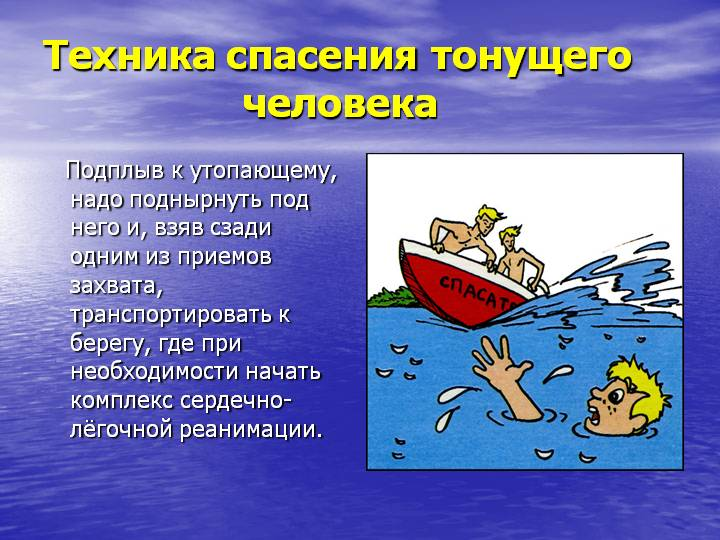 Техника спасения тонущего
человека
Подплыв к утопающему,
надо поднырнуть под
него и, взяв сзади
одним из приемов
захвата,
транспортировать к
берегу, где при
необходимости начать
комплекс сердечно-
лёгочной реанимации.
СПАСАТ